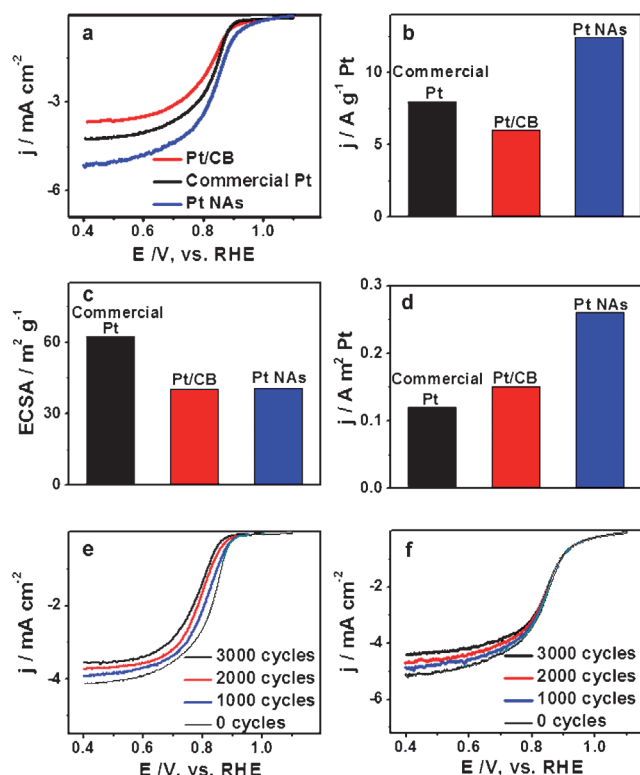 a
j / mA cm-2
-3
-6
Pt/CB
Commercial Pt
Pt NAs
0.4 0.6 0.8 1.0
E /V, vs. RHE
b
j / A g-1 Pt
10
5
0
Commercial
Pt
Pt/CB
Pt NAs
c
ECSA / m2 g-1
60
30
0
Commercial
Pt
Pt/CB
Pt NAs
d
j / A m2 Pt
0.3
0.2
0.1
0.0
Commercial
Pt
Pt/CB
Pt NAs
e
j / mA cm-2
-2
-4
3000 cycles
2000 cycles
1000 cycles
0 cycles
0.4 0.6 0.8 1.0
E /V, vs. RHE
f
j / mA cm-2
-2
-4
-6
3000 cycles
2000 cycles
1000 cycles
0 cycles
0.4 0.6 0.8 1.0
E /V, vs. RHE